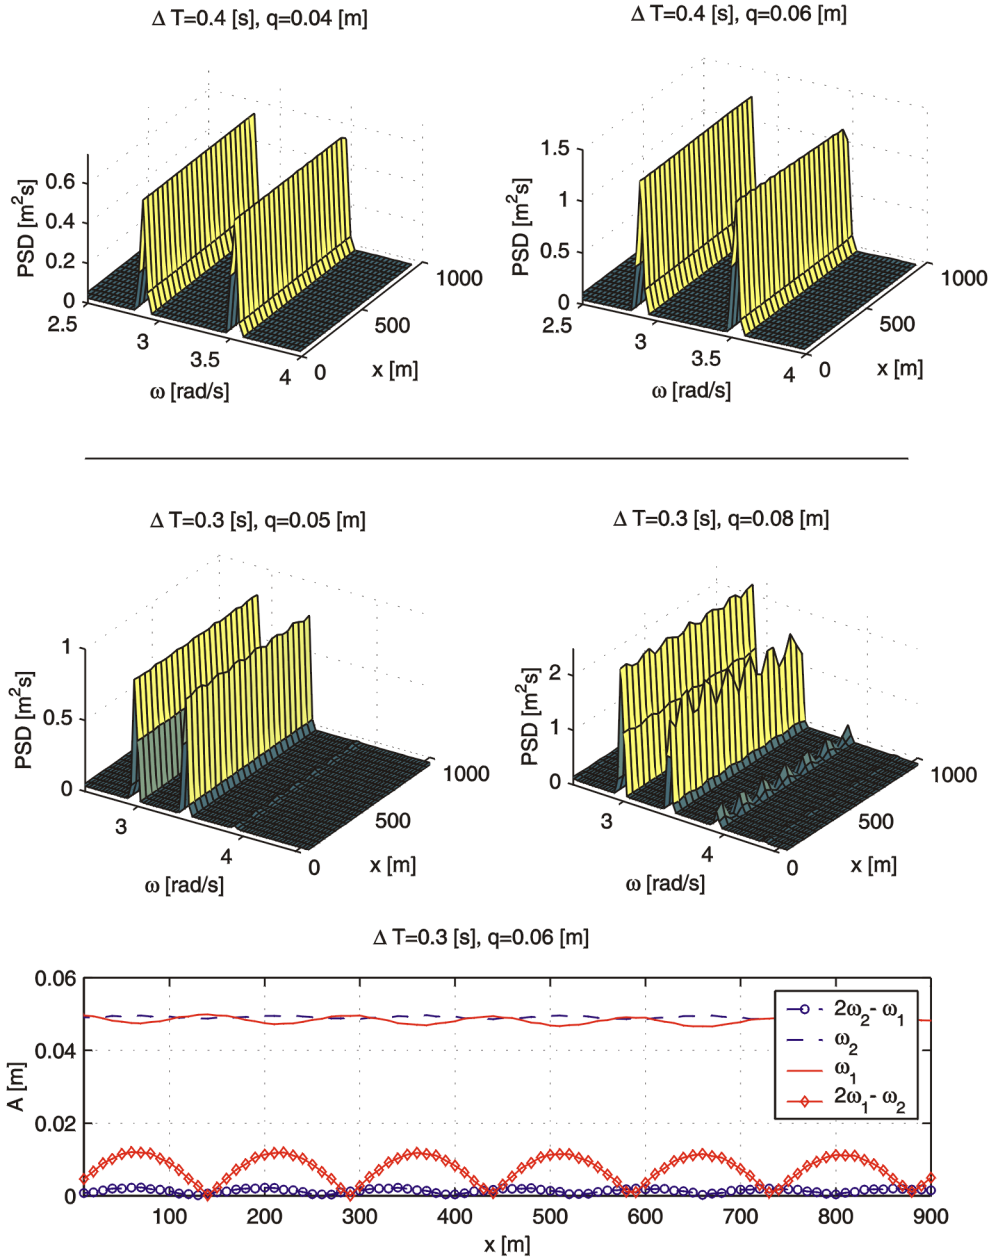 Δ T=0.4 [s], q=0.04 [m]
Δ T=0.4 [s], q=0.06 [m]
PSD [m²s]
0.6
0.4
0.2
0
2.5
3
3.5
4
ω [rad/s]
0
500
1000
x [m]
PSD [m²s]
1.5
1
0.5
0
2.5
3
3.5
4
ω [rad/s]
0
500
1000
x [m]
Δ T=0.3 [s], q=0.05 [m]
Δ T=0.3 [s], q=0.08 [m]
PSD [m²s]
1
0.5
0
3
4
ω [rad/s]
0
500
1000
x [m]
PSD [m²s]
2
1
0
3
4
ω [rad/s]
0
500
1000
x [m]
Δ T=0.3 [s], q=0.06 [m]
A [m]
0.06
0.04
0.02
0
2ω₂- ω₁
ω₂
ω₁
2ω₁- ω₂
100 200 300 400 500 600 700 800 900
x [m]